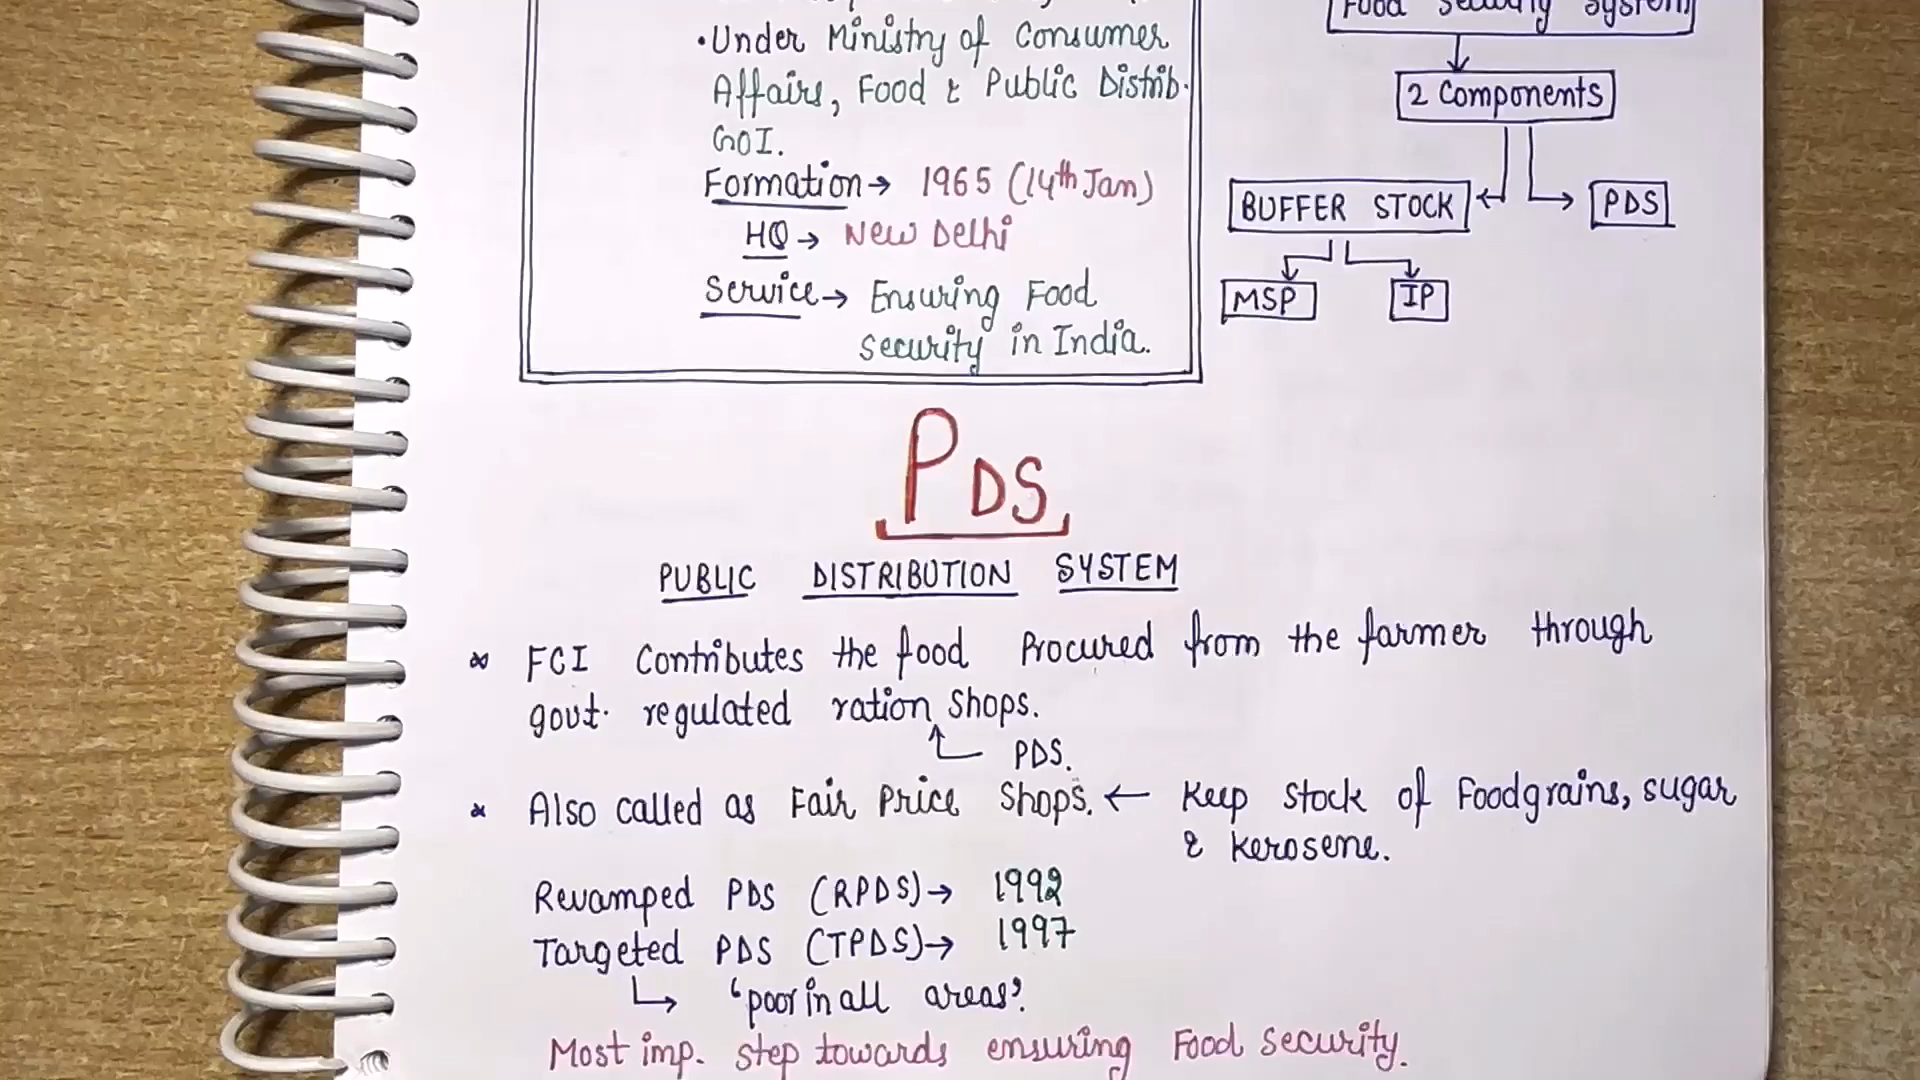 •Under Ministry of Consumer
Affairs, Food & Public Distrib.
GOI.
Formation→ 1965 (14th Jan)
HQ→ New Delhi
Service→ Ensuring Food
security in India.
Food Security System
2 Components
BUFFER STOCK
PDS
MSP
IP
PDS
PUBLIC DISTRIBUTION SYSTEM
* FCI Contributes the food Procured from the farmer through
govt. regulated ration shops.
PDS.
* Also called as Fair Price Shops. ← Keep stock of Foodgrains, sugar
& kerosene.
Revamped PDS (RPDS)→ 1992
Targeted PDS (TPDS)→ 1997
↳ 'poor in all areas'.
Most imp. step towards ensuring Food security.